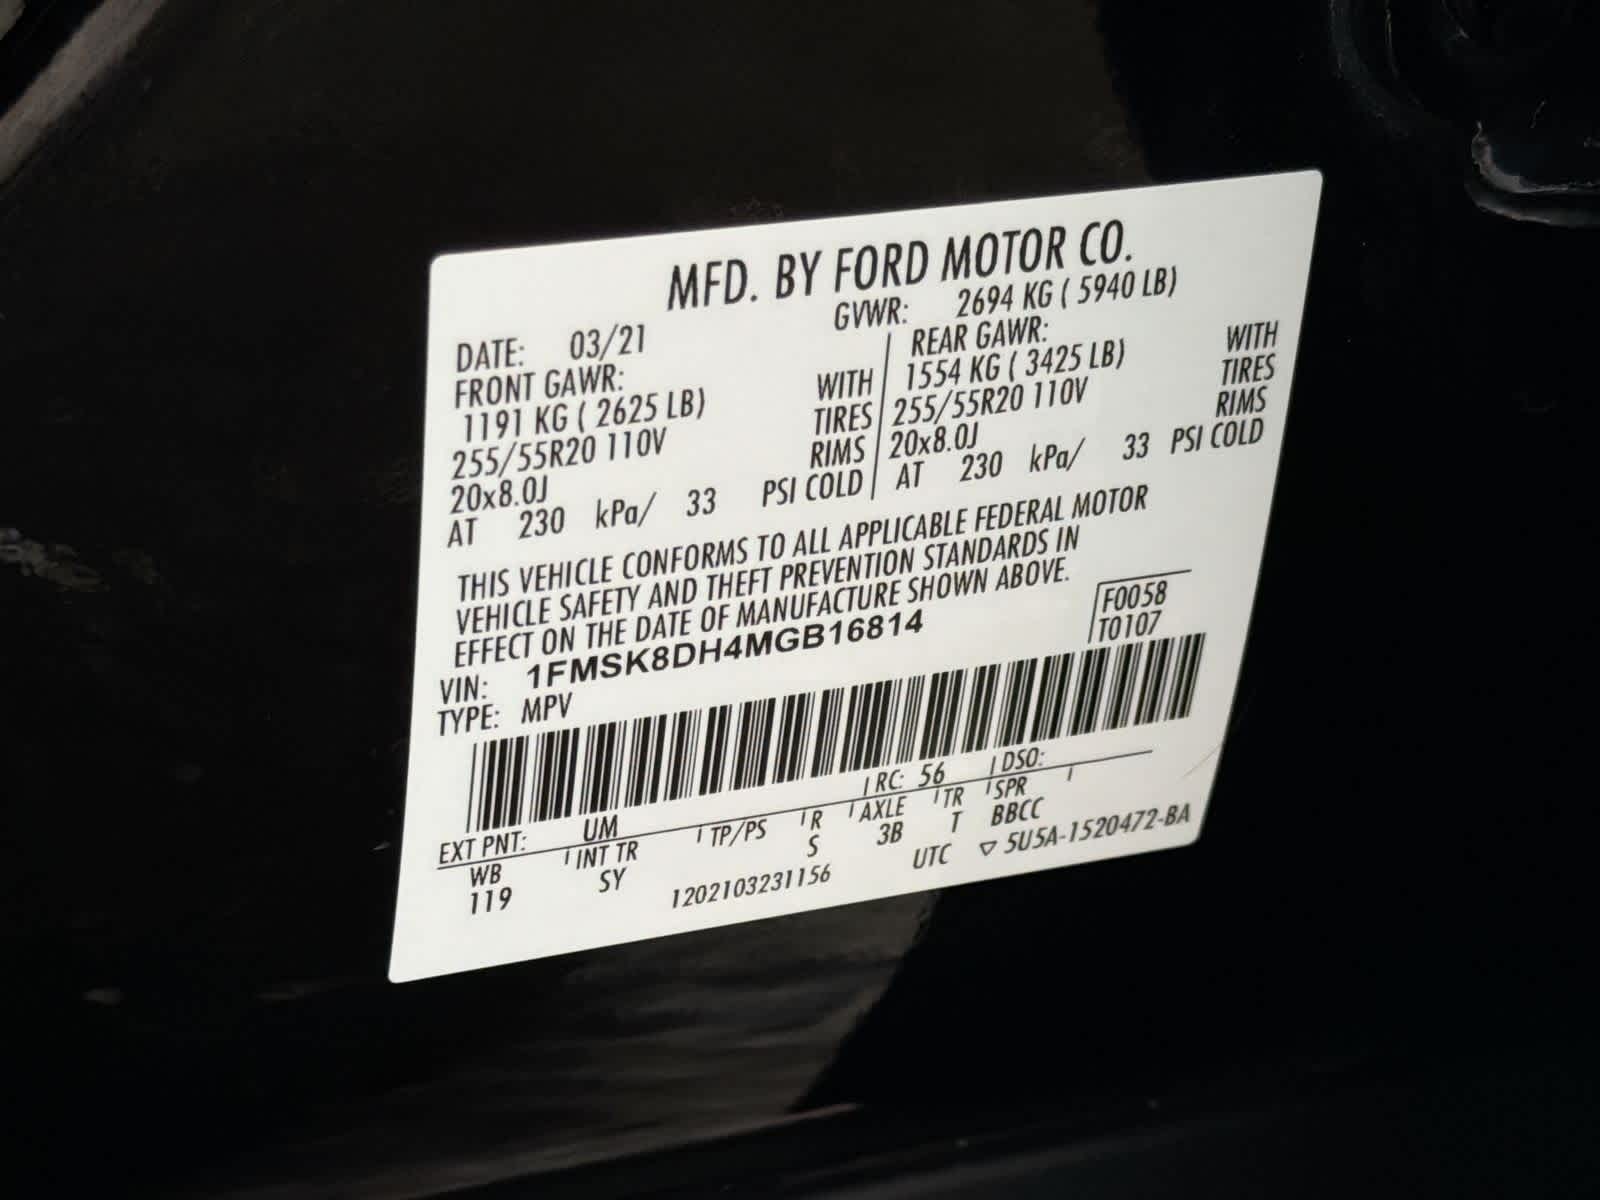 MFD. BY FORD MOTOR CO.
DATE: 03/21 GVWR: 2694 KG ( 5940 LB)
FRONT GAWR: REAR GAWR:
1191 KG ( 2625 LB) WITH 1554 KG ( 3425 LB) WITH
255/55R20 110V TIRES 255/55R20 110V TIRES
20x8.0J RIMS 20x8.0J RIMS
AT 230 kPa/ 33 PSI COLD AT 230 kPa/ 33 PSI COLD
THIS VEHICLE CONFORMS TO ALL APPLICABLE FEDERAL MOTOR
VEHICLE SAFETY AND THEFT PREVENTION STANDARDS IN
EFFECT ON THE DATE OF MANUFACTURE SHOWN ABOVE.
F0058
T0107
VIN: 1FMSK8DH4MGB16814
TYPE: MPV
EXT PNT: UM RC: 56 DSO:
WB INT TR TP/PS R AXLE TR SPR
119 SY S 3B T BBCC
1202103231156 UTC ▽ 5U5A-1520472-BA